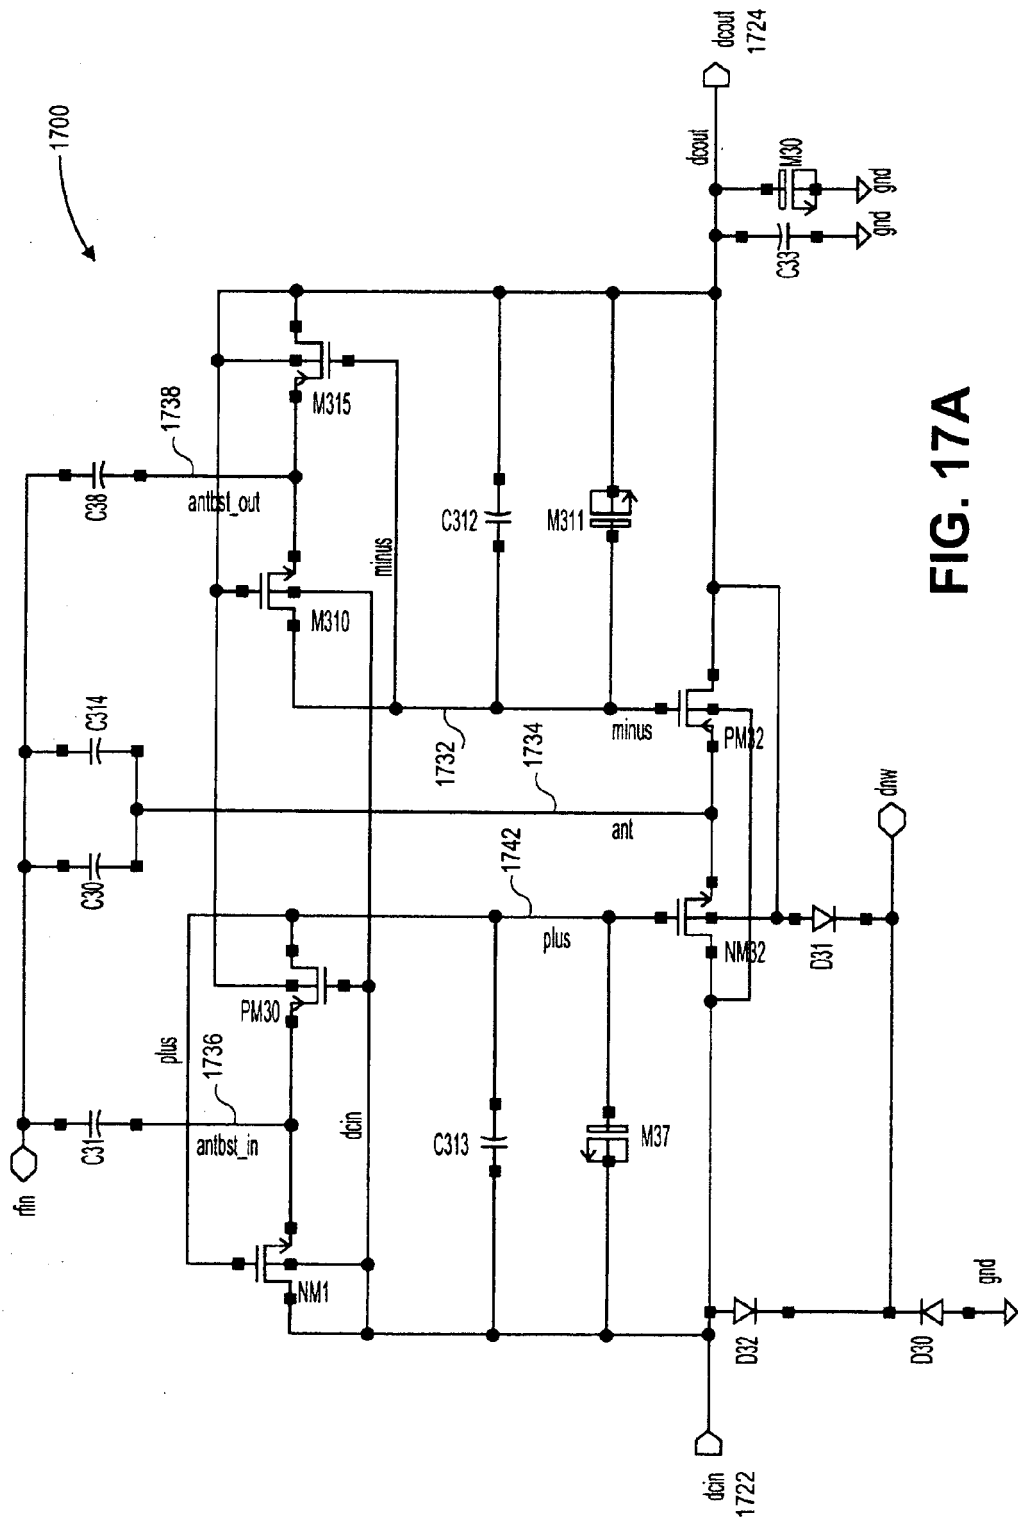 1700
rfin
C31
C30
C314
C38
plus
1736
antbst_in
NM1
PM30
dcin
1738
antbst_out
M310
M315
minus
C313
M37
1742
plus
C312
M311
1732
minus
1734
ant
NM32
PM32
D31
dnw
D32
D30
gnd
dcin
1722
dcout
dcout
1724
C33
M30
gnd
gnd
FIG. 17A